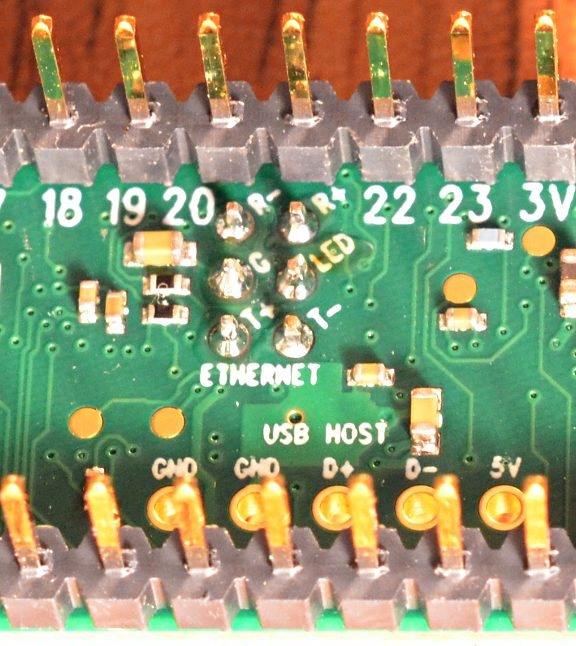 18 19 20 22 23 3V
R- R+
G LED
T+ T-
ETHERNET
USB HOST
GND GND D+ D- 5V